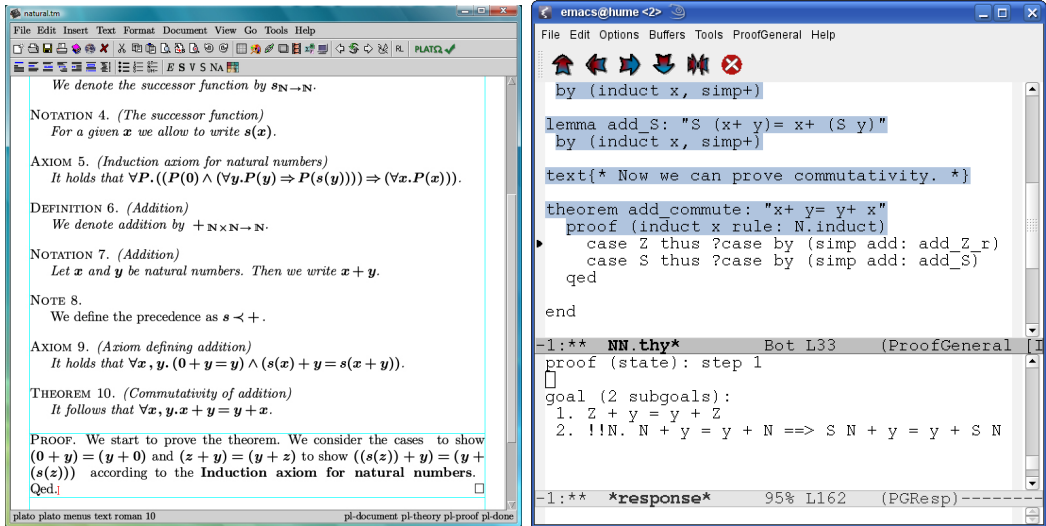 natural.tm
File Edit Insert Text Format Document View Go Tools Help
RL PLATΩ
E S V S NA
We denote the successor function by s_{ℕ→ℕ}.
NOTATION 4. (The successor function)
For a given x we allow to write s(x).
AXIOM 5. (Induction axiom for natural numbers)
It holds that ∀P.((P(0) ∧ (∀y.P(y) ⇒ P(s(y)))) ⇒ (∀x.P(x))).
DEFINITION 6. (Addition)
We denote addition by +_{ℕ×ℕ→ℕ}.
NOTATION 7. (Addition)
Let x and y be natural numbers. Then we write x + y.
NOTE 8.
We define the precedence as s ≺ + .
AXIOM 9. (Axiom defining addition)
It holds that ∀x , y. (0 + y = y) ∧ (s(x) + y = s(x + y)).
THEOREM 10. (Commutativity of addition)
It follows that ∀x , y.x + y = y + x.
PROOF. We start to prove the theorem. We consider the cases to show
(0 + y) = (y + 0) and (z + y) = (y + z) to show ((s(z)) + y) = (y +
(s(z))) according to the Induction axiom for natural numbers.
Qed.
plato plato menus text roman 10 pl-document pl-theory pl-proof pl-done
emacs@hume <2>
File Edit Options Buffers Tools ProofGeneral Help
by (induct x, simp+)
lemma add_S: "S (x+ y)= x+ (S y)"
by (induct x, simp+)
text{* Now we can prove commutativity. *}
theorem add_commute: "x+ y= y+ x"
proof (induct x rule: N.induct)
case Z thus ?case by (simp add: add_Z_r)
case S thus ?case by (simp add: add_S)
qed
end
-1:** NN.thy* Bot L33 (ProofGeneral [I
proof (state): step 1
goal (2 subgoals):
1. Z + y = y + Z
2. !!N. N + y = y + N ==> S N + y = y + S N
-1:** *response* 95% L162 (PGResp)--------